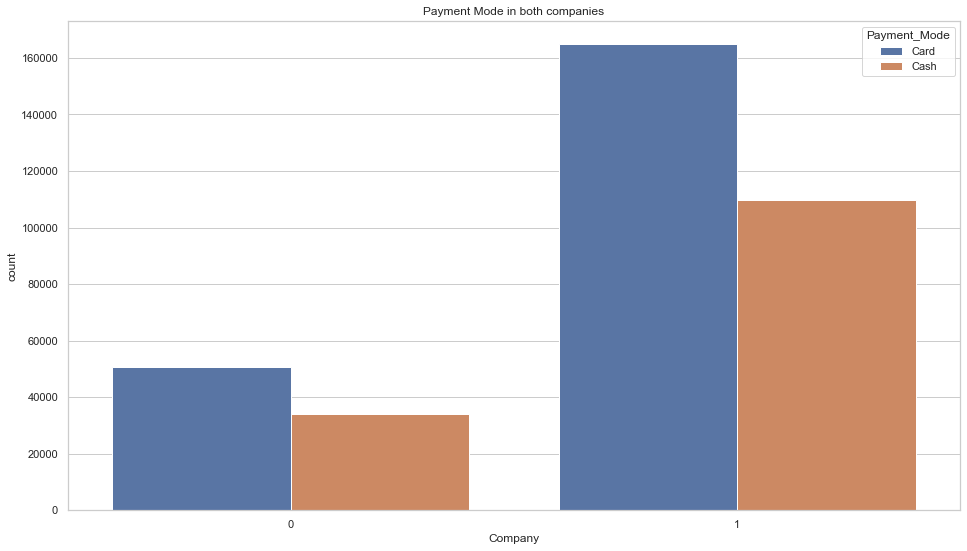 Payment Mode in both companies
Payment_Mode
Card
Cash
count
160000
140000
120000
100000
80000
60000
40000
20000
0
0
1
Company